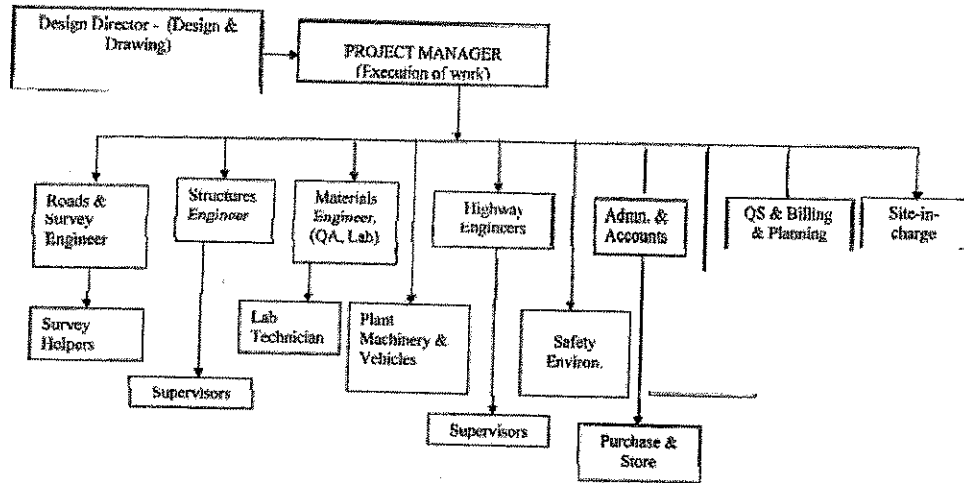 Design Director - (Design &
Drawing)
PROJECT MANAGER
(Execution of work)
Roads &
Survey
Engineer
Structures
Engineer
Materials
Engineer,
(QA, Lab)
Highway
Engineers
Admn. &
Accounts
QS & Billing
& Planning
Site-in-
charge
Survey
Helpers
Lab
Technician
Plant
Machinery &
Vehicles
Safety
Environ.
Supervisors
Supervisors
Purchase &
Store